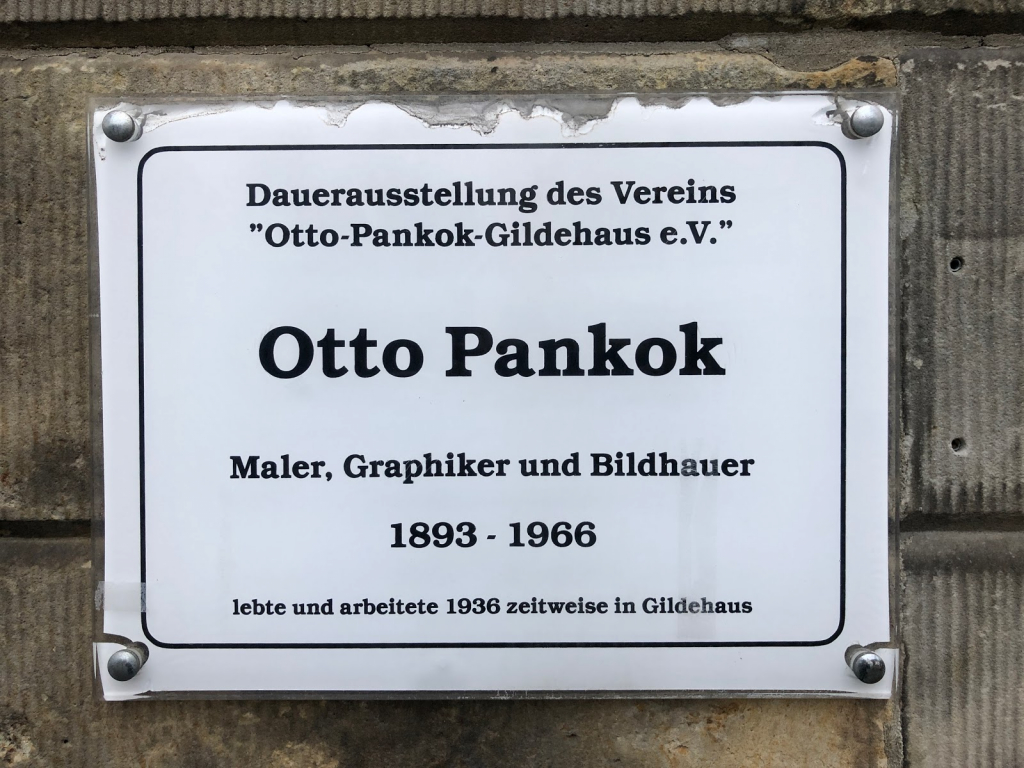 Dauerausstellung des Vereins
”Otto-Pankok-Gildehaus e.V.”
Otto Pankok
Maler, Graphiker und Bildhauer
1893 - 1966
lebte und arbeitete 1936 zeitweise in Gildehaus